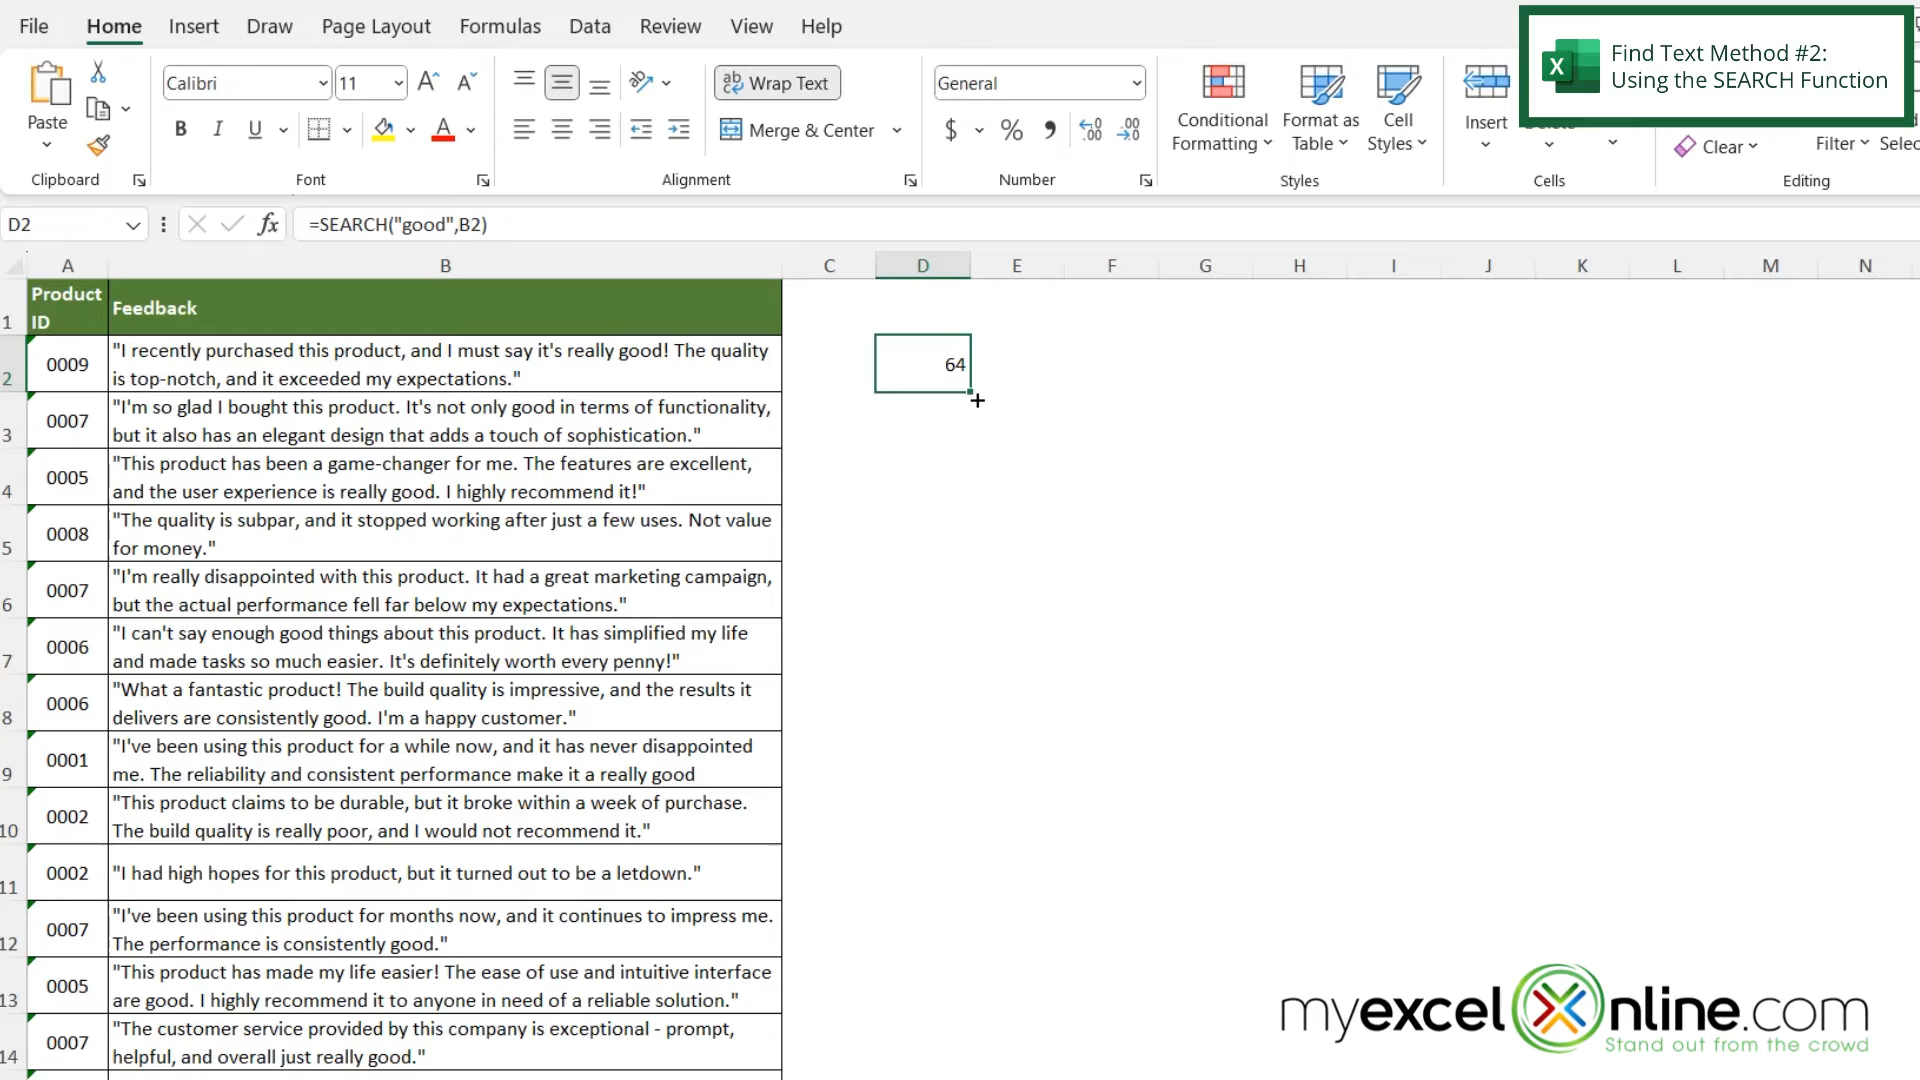 File Home Insert Draw Page Layout Formulas Data Review View Help
Find Text Method #2:
Using the SEARCH Function
Paste
Calibri 11
Wrap Text
Merge & Center
General
$ % ,
Conditional
Formatting
Format as
Table
Cell
Styles
Insert
Clear
Filter
Clipboard Font Alignment Number Styles Cells Editing
D2 fx =SEARCH("good",B2)
A B C D E F G H I J K L M N
1
Product
ID
Feedback
2 0009
"I recently purchased this product, and I must say it's really good! The quality
is top-notch, and it exceeded my expectations."
64
3 0007
"I'm so glad I bought this product. It's not only good in terms of functionality,
but it also has an elegant design that adds a touch of sophistication."
4 0005
"This product has been a game-changer for me. The features are excellent,
and the user experience is really good. I highly recommend it!"
5 0008
"The quality is subpar, and it stopped working after just a few uses. Not value
for money."
6 0007
"I'm really disappointed with this product. It had a great marketing campaign,
but the actual performance fell far below my expectations."
7 0006
"I can't say enough good things about this product. It has simplified my life
and made tasks so much easier. It's definitely worth every penny!"
8 0006
"What a fantastic product! The build quality is impressive, and the results it
delivers are consistently good. I'm a happy customer."
9 0001
"I've been using this product for a while now, and it has never disappointed
me. The reliability and consistent performance make it a really good
10 0002
"This product claims to be durable, but it broke within a week of purchase.
The build quality is really poor, and I would not recommend it."
11 0002
"I had high hopes for this product, but it turned out to be a letdown."
12 0007
"I've been using this product for months now, and it continues to impress me.
The performance is consistently good."
13 0005
"This product has made my life easier! The ease of use and intuitive interface
are good. I highly recommend it to anyone in need of a reliable solution."
14 0007
"The customer service provided by this company is exceptional - prompt,
helpful, and overall just really good."
myexcelonline.com
Stand out from the crowd